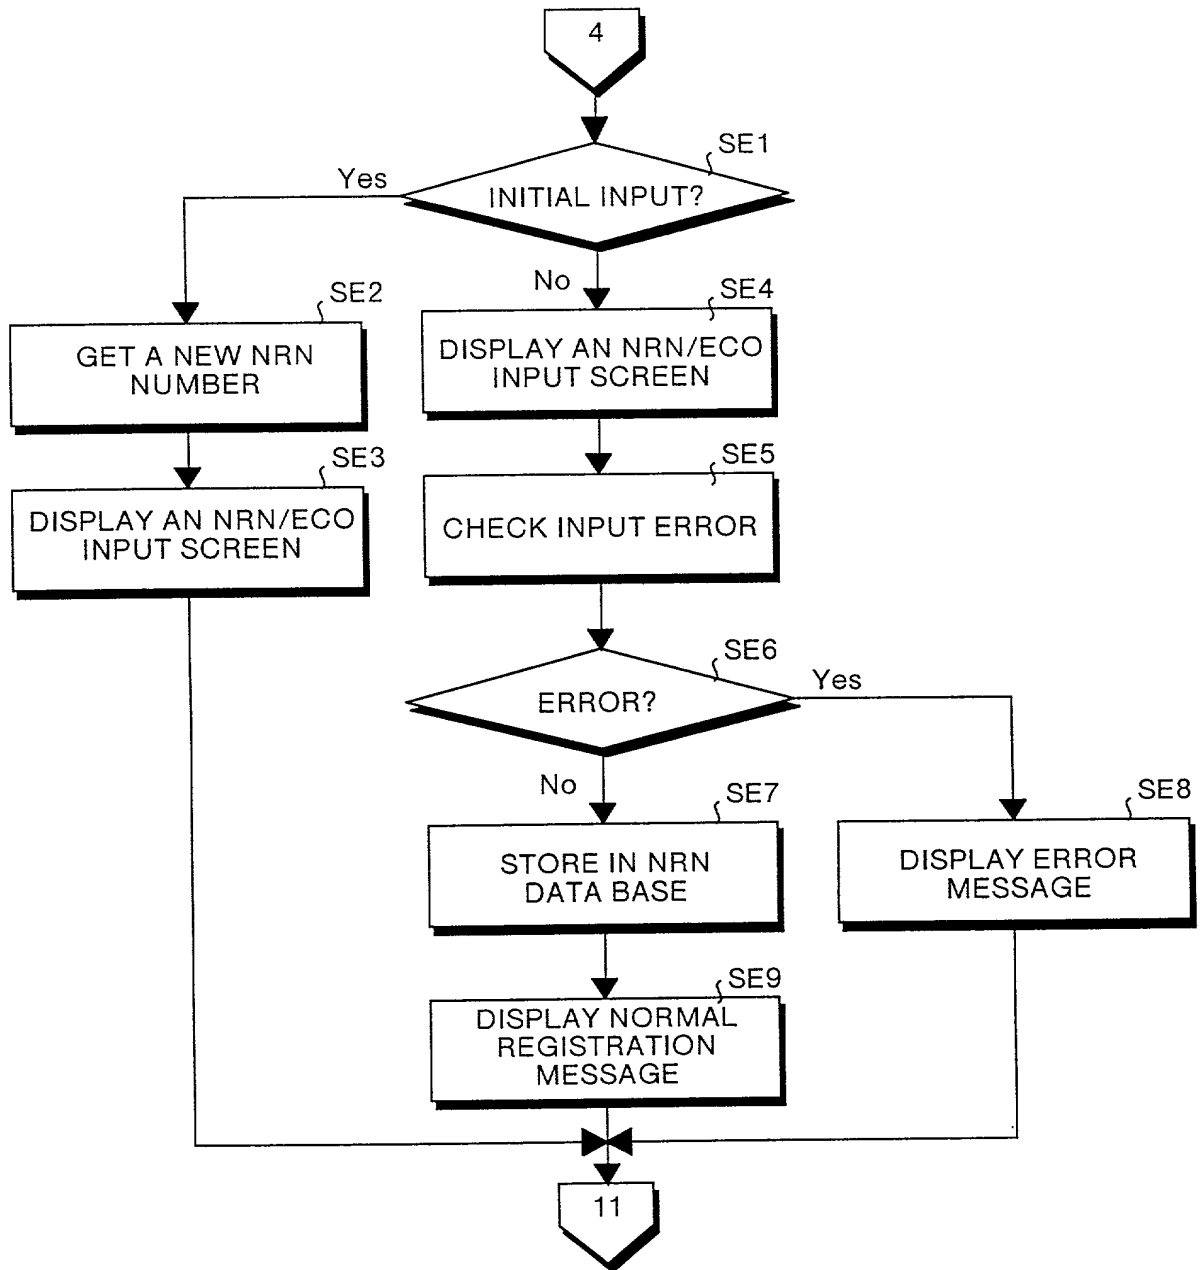 4
SE1
Yes
INITIAL INPUT?
No
SE2
SE4
GET A NEW NRN
NUMBER
DISPLAY AN NRN/ECO
INPUT SCREEN
SE3
SE5
DISPLAY AN NRN/ECO
INPUT SCREEN
CHECK INPUT ERROR
SE6
Yes
ERROR?
No
SE7
SE8
STORE IN NRN
DATA BASE
DISPLAY ERROR
MESSAGE
SE9
DISPLAY NORMAL
REGISTRATION
MESSAGE
11